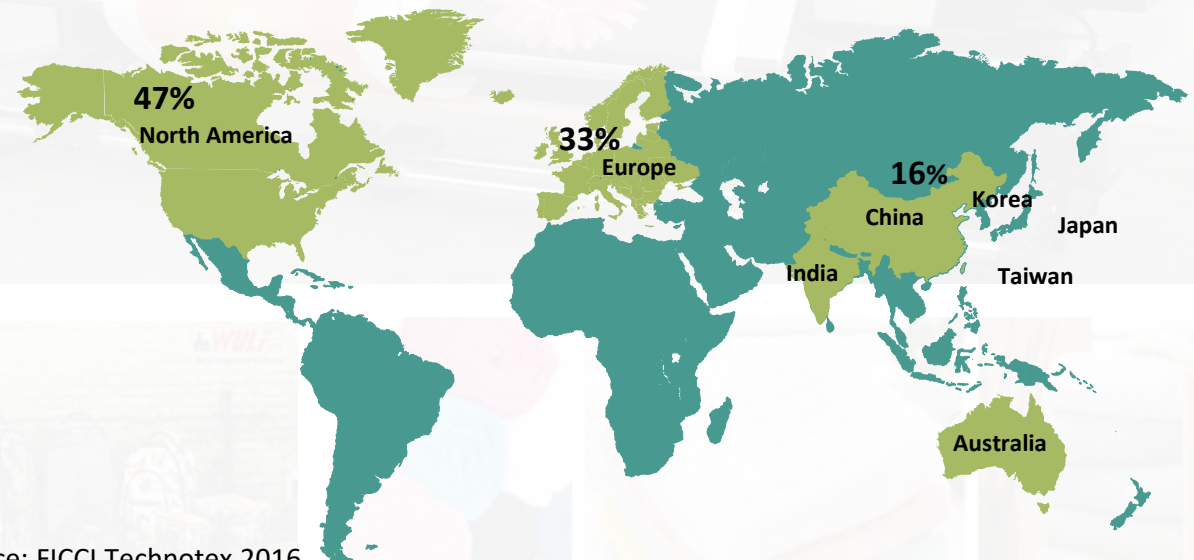 47%
North America
33%
Europe
16%
China
Korea
Japan
India
Taiwan
Australia
ce: FICCI Technotex 2016